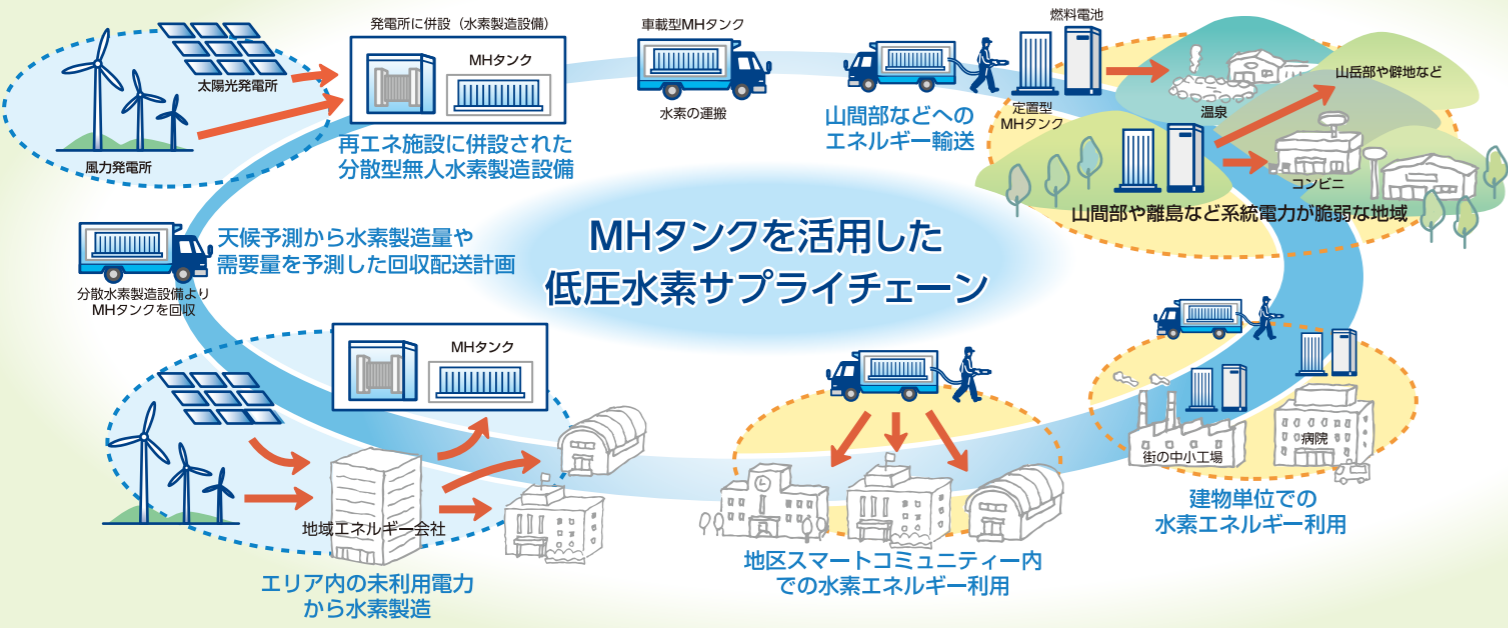 発電所に併設(水素製造設備)
MHタンク
太陽光発電所
風力発電所
再エネ施設に併設された
分散型無人水素製造設備
車載型MHタンク
水素の運搬
山間部などへの
エネルギー輸送
燃料電池
定置型
MHタンク
温泉
山岳部や僻地など
コンビニ
山間部や離島など系統電力が脆弱な地域
天候予測から水素製造量や
需要量を予測した回収配送計画
分散水素製造設備より
MHタンクを回収
MHタンクを活用した
低圧水素サプライチェーン
MHタンク
地域エネルギー会社
エリア内の未利用電力
から水素製造
地区スマートコミュニティー内
での水素エネルギー利用
街の中小工場
病院
建物単位での
水素エネルギー利用